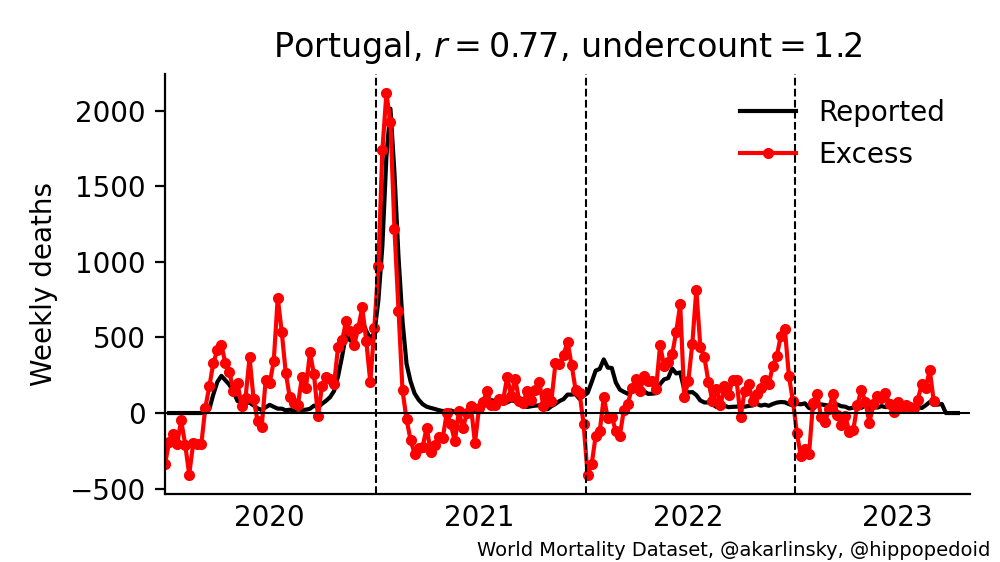 Portugal, r = 0.77, undercount = 1.2
Weekly deaths
2000
1500
1000
500
0
−500
Reported
Excess
2020 2021 2022 2023
World Mortality Dataset, @akarlinsky, @hippopedoid